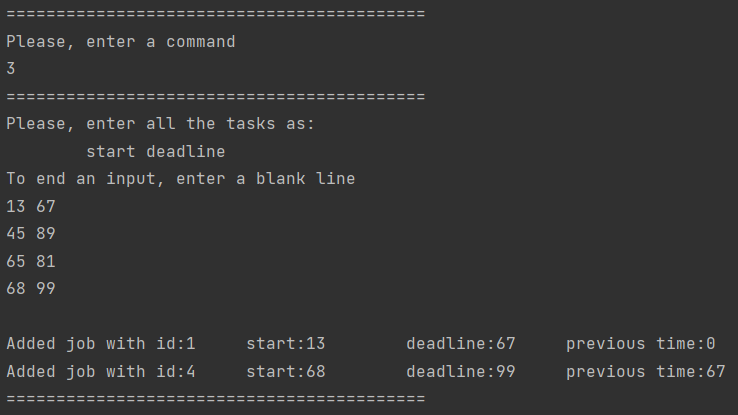 ==========================================
Please, enter a command
3
==========================================
Please, enter all the tasks as:
        start deadline
To end an input, enter a blank line
13 67
45 89
65 81
68 99

Added job with id:1     start:13        deadline:67     previous time:0
Added job with id:4     start:68        deadline:99     previous time:67
==========================================